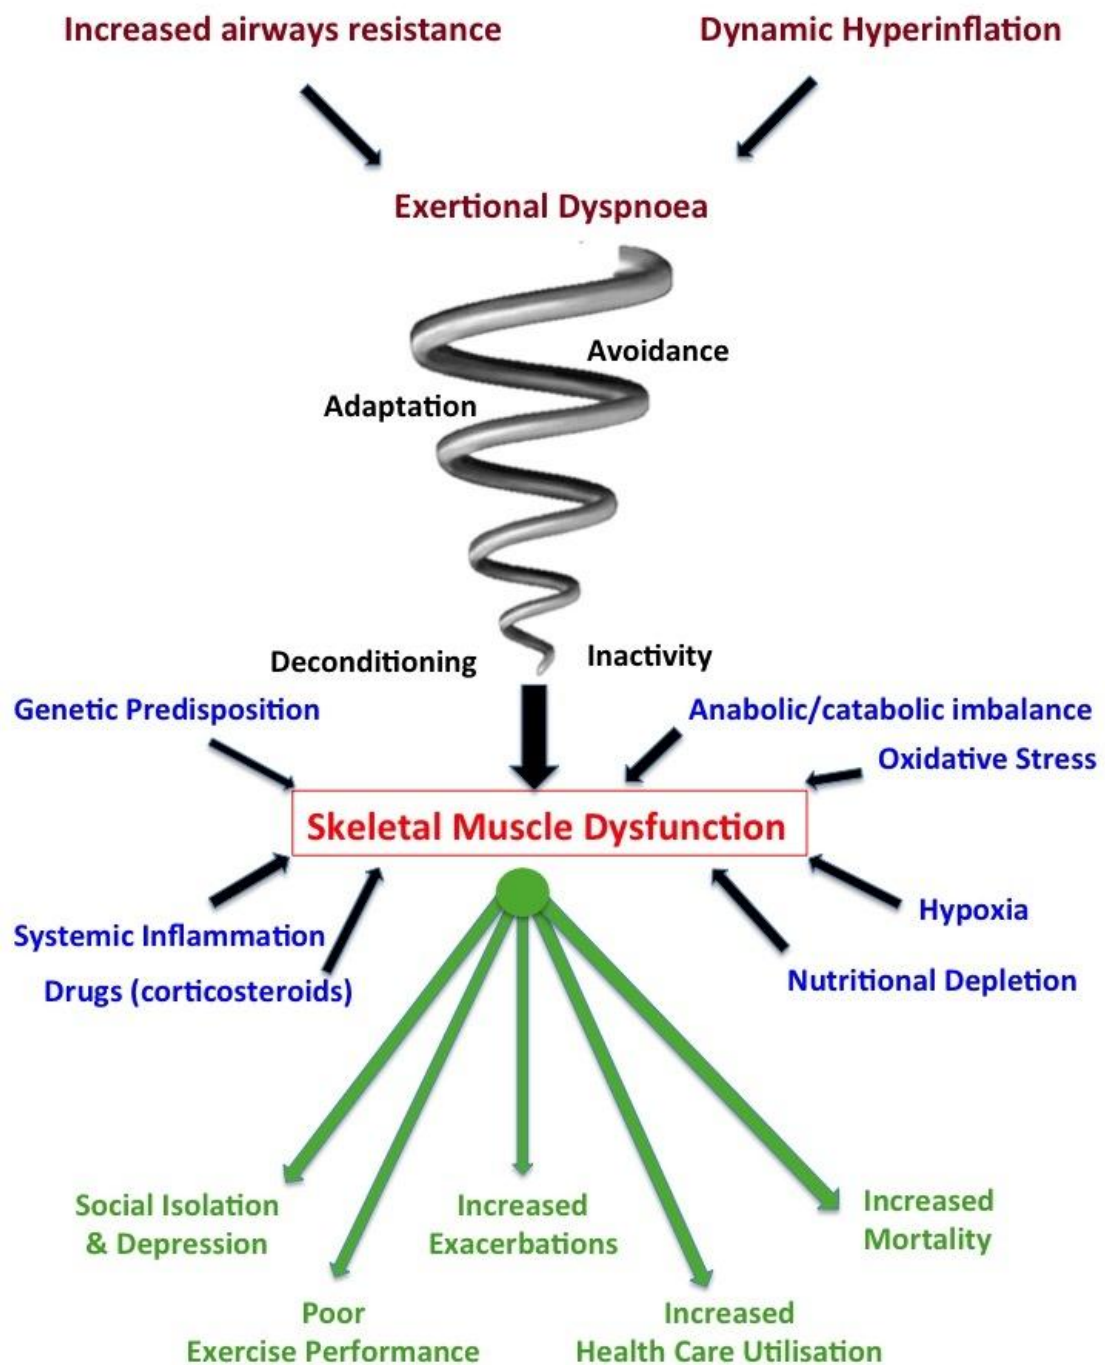 Increased airways resistance
Dynamic Hyperinflation
Exertional Dyspnoea
Avoidance
Adaptation
Deconditioning
Inactivity
Genetic Predisposition
Anabolic/catabolic imbalance
Oxidative Stress
Skeletal Muscle Dysfunction
Systemic Inflammation
Hypoxia
Drugs (corticosteroids)
Nutritional Depletion
Social Isolation
& Depression
Increased
Exacerbations
Increased
Mortality
Poor
Exercise Performance
Increased
Health Care Utilisation